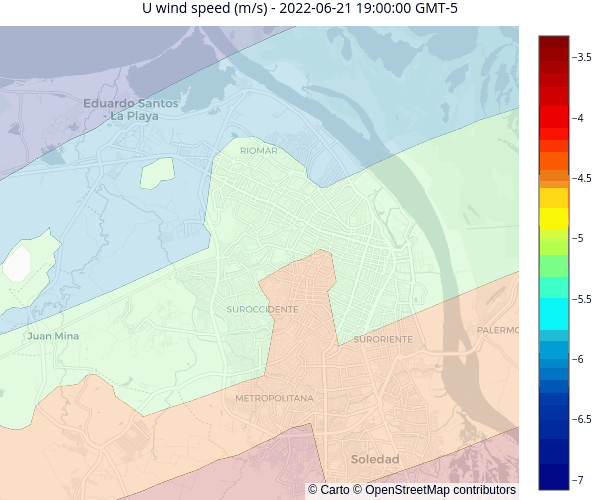 U wind speed (m/s) - 2022-06-21 19:00:00 GMT-5
Eduardo Santos
- La Playa
RIOMAR
SUROCCIDENTE
Juan Mina
SURORIENTE
PALERMO
METROPOLITANA
Soledad
© Carto © OpenStreetMap contributors
−3.5
−4
−4.5
−5
−5.5
−6
−6.5
−7